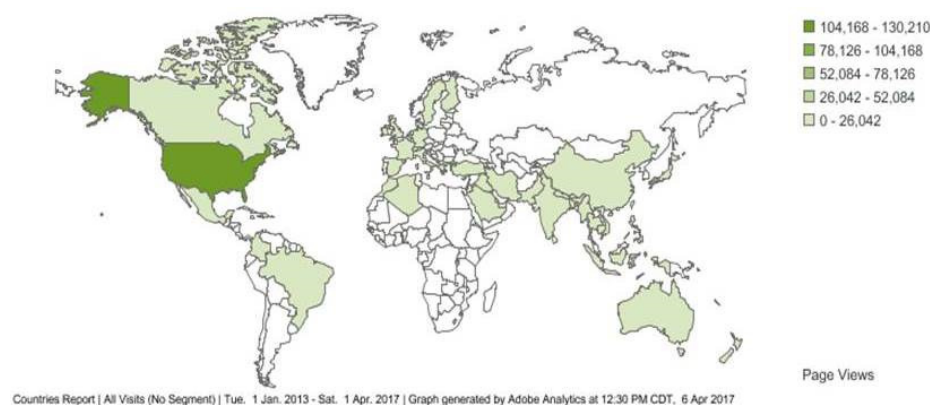 104,168 - 130,210
78,126 - 104,168
52,084 - 78,126
26,042 - 52,084
0 - 26,042
Page Views
Countries Report | All Visits (No Segment) | Tue. 1 Jan. 2013 - Sat. 1 Apr. 2017 | Graph generated by Adobe Analytics at 12:30 PM CDT, 6 Apr 2017